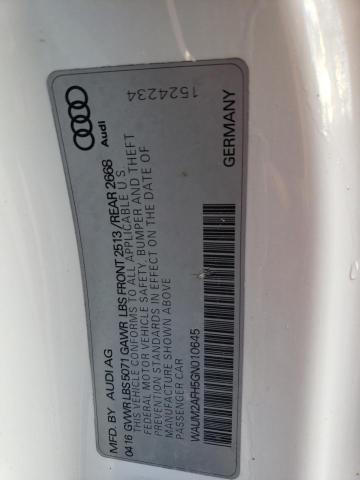 MFD. BY AUDI AG
Audi
0416 GVWR LBS 5071 GAWR LBS FRONT 2513 / REAR 2668
THIS VEHICLE CONFORMS TO ALL APPLICABLE U S
FEDERAL MOTOR VEHICLE SAFETY, BUMPER AND THEFT
PREVENTION STANDARDS IN EFFECT ON THE DATE OF
MANUFACTURE SHOWN ABOVE
PASSENGER CAR
1524234
WAUM2AFH5GN010645
GERMANY